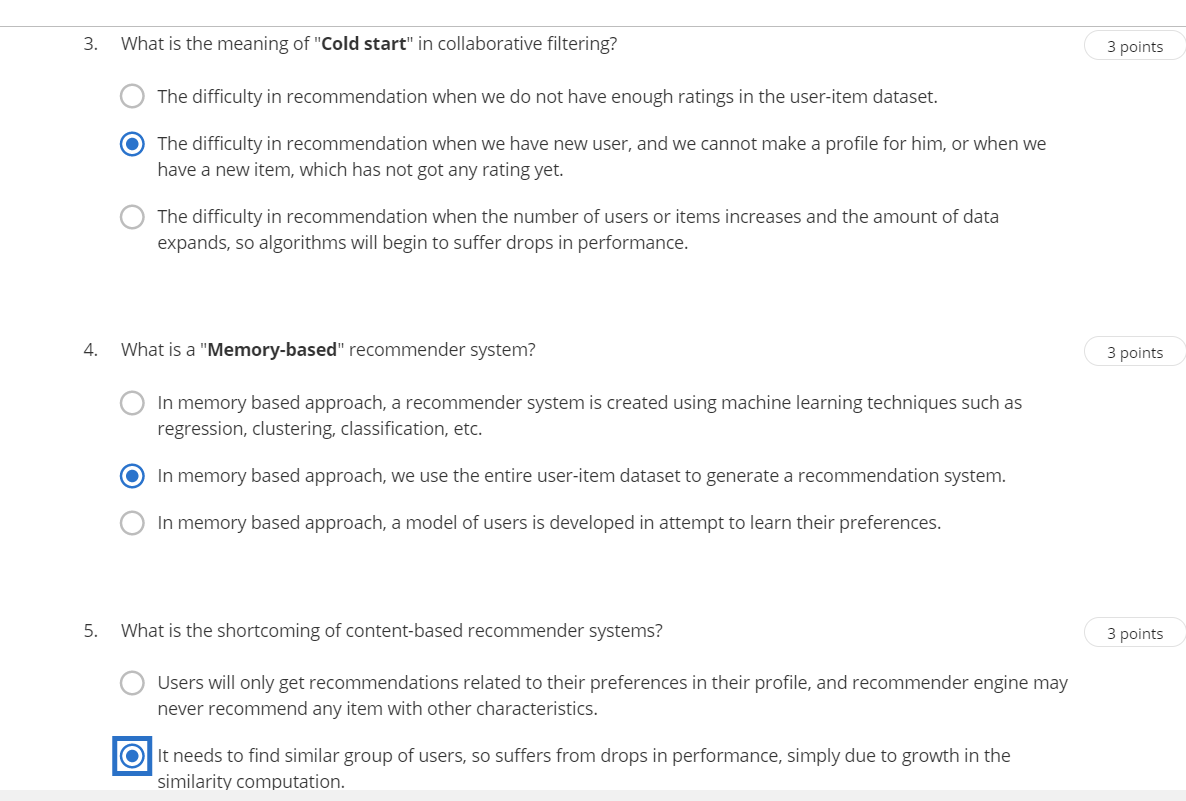 3. What is the meaning of "Cold start" in collaborative filtering?
3 points
The difficulty in recommendation when we do not have enough ratings in the user-item dataset.
The difficulty in recommendation when we have new user, and we cannot make a profile for him, or when we
have a new item, which has not got any rating yet.
The difficulty in recommendation when the number of users or items increases and the amount of data
expands, so algorithms will begin to suffer drops in performance.
4. What is a "Memory-based" recommender system?
3 points
In memory based approach, a recommender system is created using machine learning techniques such as
regression, clustering, classification, etc.
In memory based approach, we use the entire user-item dataset to generate a recommendation system.
In memory based approach, a model of users is developed in attempt to learn their preferences.
5. What is the shortcoming of content-based recommender systems?
3 points
Users will only get recommendations related to their preferences in their profile, and recommender engine may
never recommend any item with other characteristics.
It needs to find similar group of users, so suffers from drops in performance, simply due to growth in the
similarity computation.